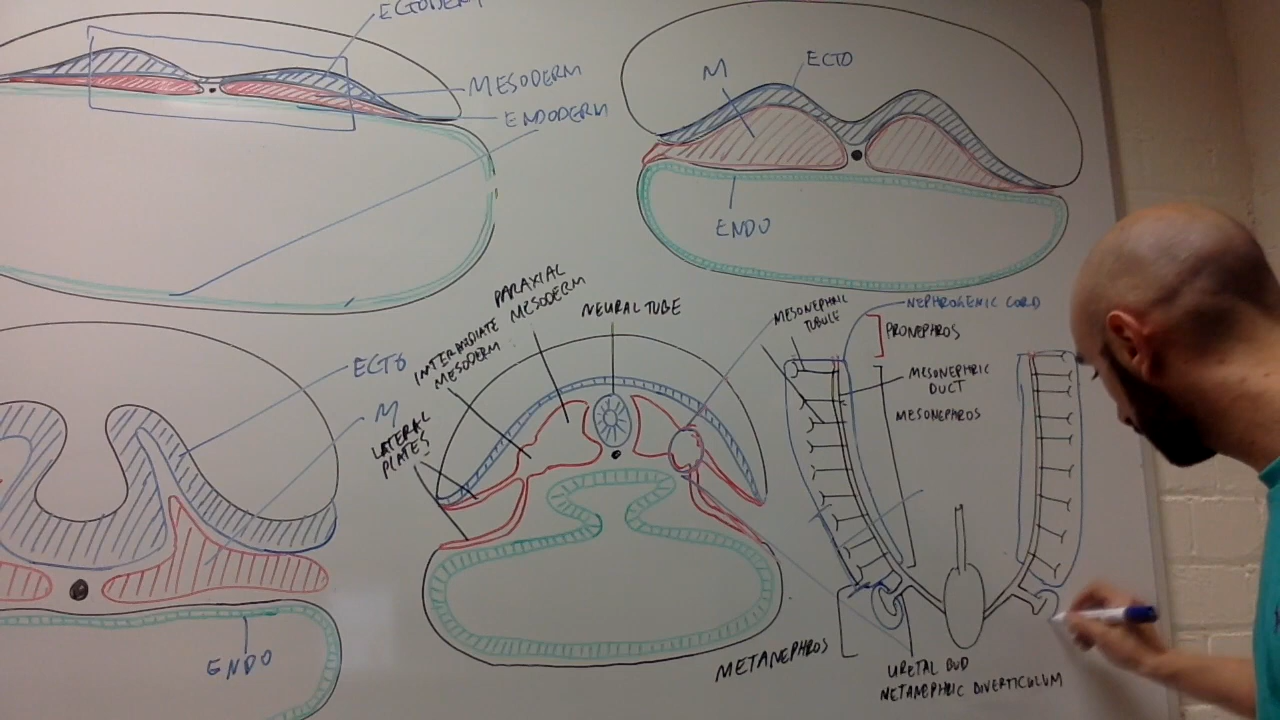 ECTODERM
MESODERM
ENDODERM
M
ECTO
ENDO
ECTO
M
ENDO
PARAXIAL
MESODERM
INTERMEDIATE
MESODERM
LATERAL
PLATES
NEURAL TUBE
MESONEPHRIC
TUBULE
NEPHROGENIC CORD
PRONEPHROS
MESONEPHRIC
DUCT
MESONEPHROS
METANEPHROS
URETAL BUD
METANEPHRIC DIVERTICULUM